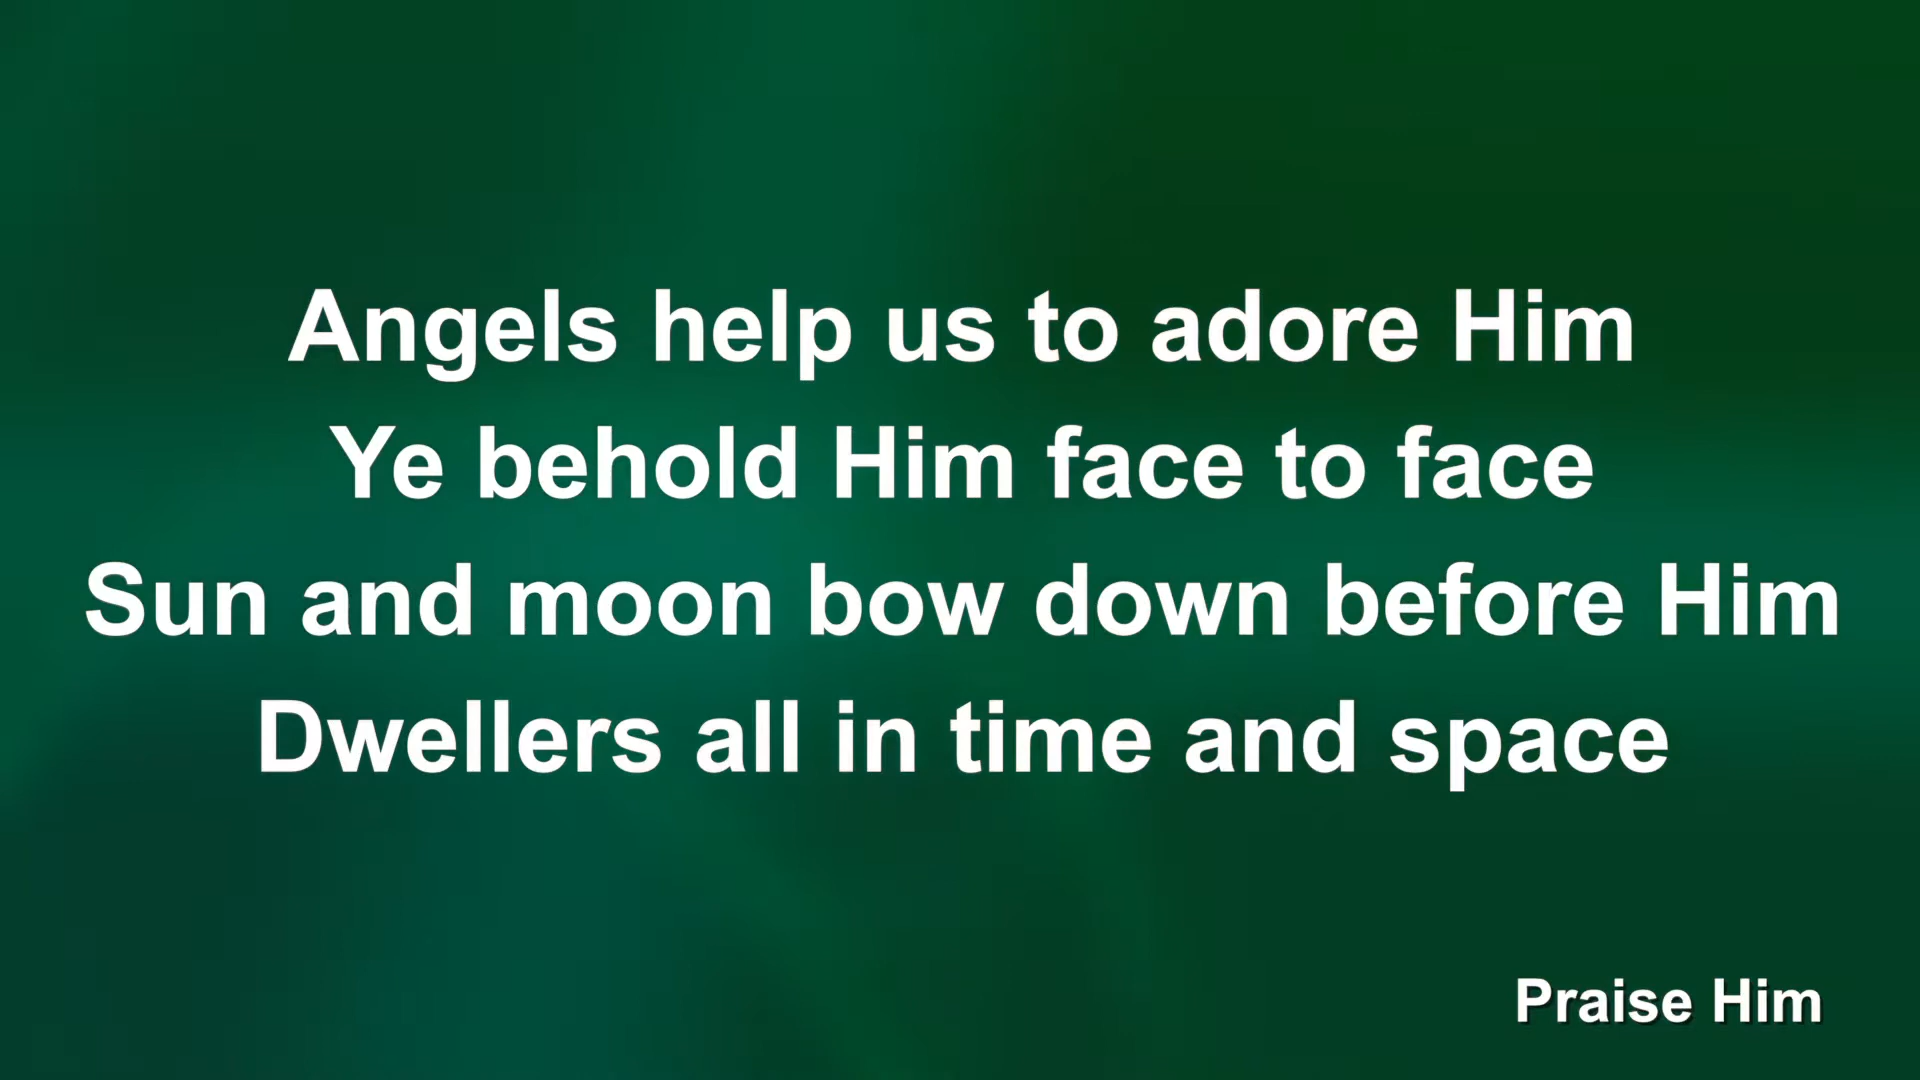 Angels help us to adore Him
Ye behold Him face to face
Sun and moon bow down before Him
Dwellers all in time and space
Praise Him